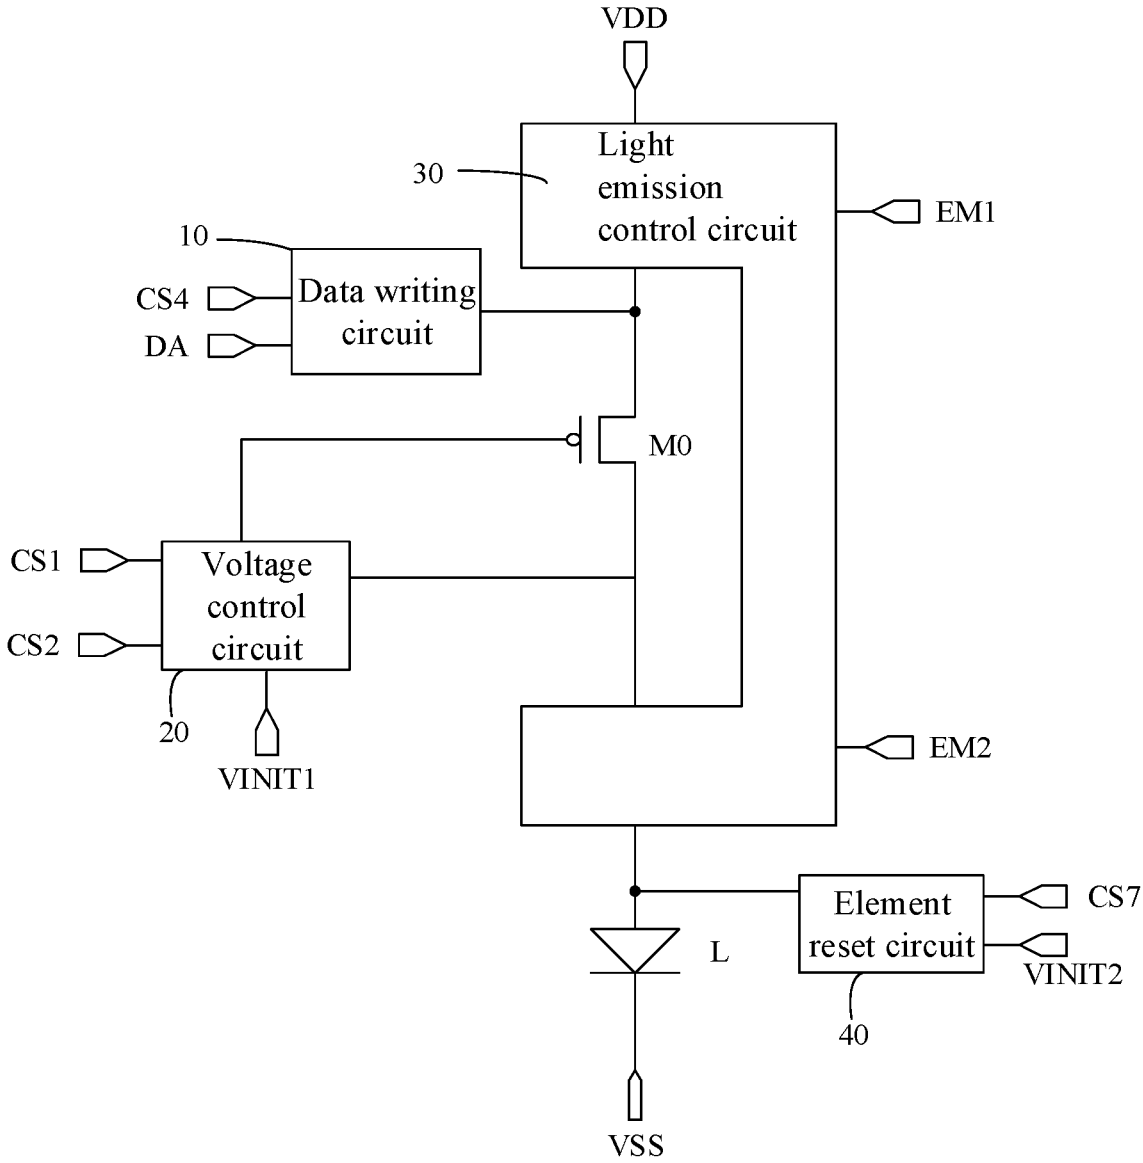 VDD
Light
30
emission
control circuit
EM1
10
CS4
Data writing
circuit
DA
M0
CS1
Voltage
control
circuit
CS2
20
VINIT1
EM2
Element
reset circuit
CS7
VINIT2
L
40
VSS